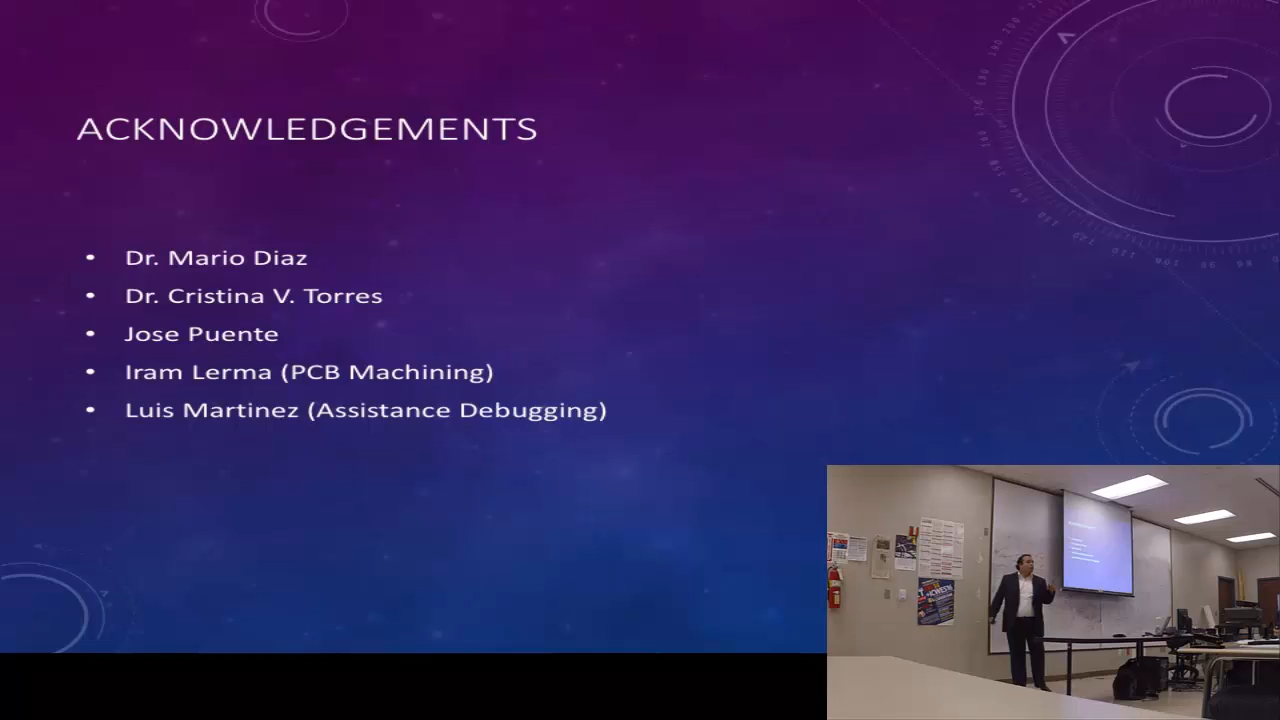 ACKNOWLEDGEMENTS
• Dr. Mario Diaz
• Dr. Cristina V. Torres
• Jose Puente
• Iram Lerma (PCB Machining)
• Luis Martinez (Assistance Debugging)